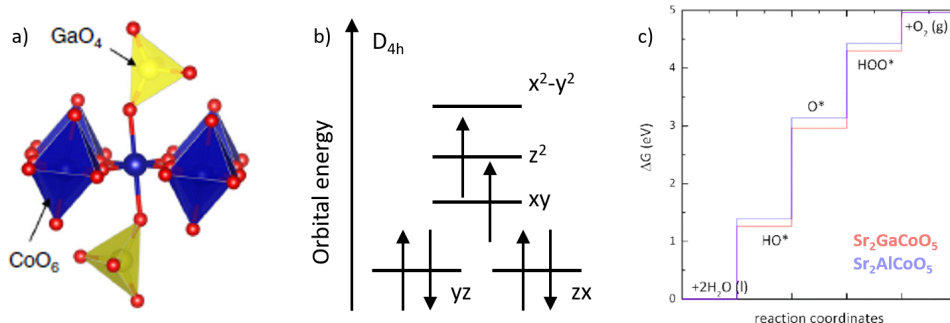 a)
GaO4
CoO6
b)
Orbital energy
D4h
x2-y2
z2
xy
yz
zx
c)
ΔG (eV)
5
4
3
2
1
0
+O2 (g)
HOO*
O*
HO*
+2H2O (l)
Sr2GaCoO5
Sr2AlCoO5
reaction coordinates